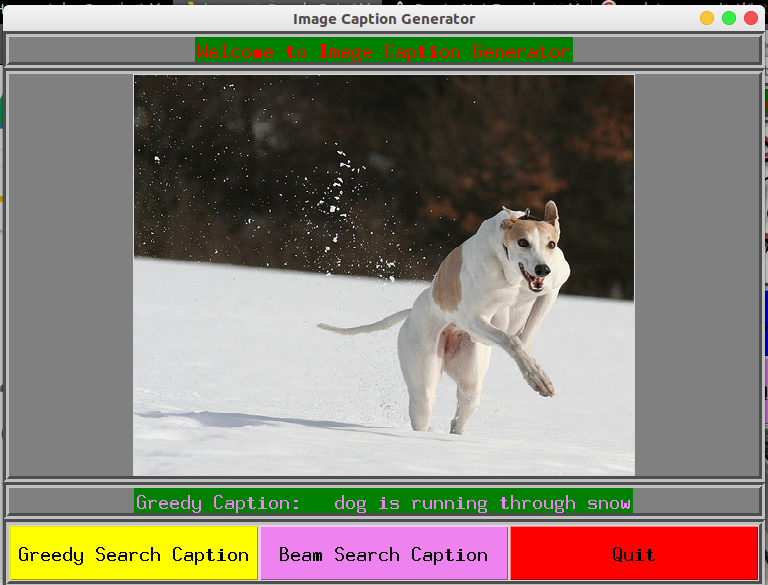 Image Caption Generator
Welcome to Image Caption Generator
Greedy Caption: dog is running through snow
Greedy Search Caption
Beam Search Caption
Quit